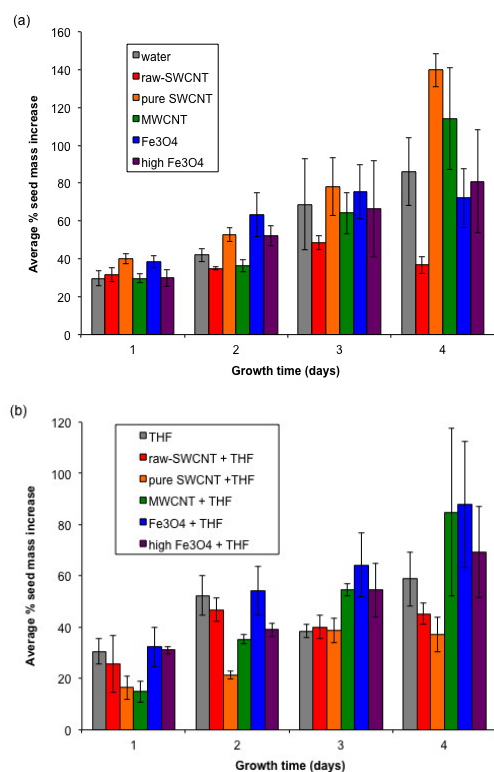 (a)
160
140
120
100
80
60
40
20
0
Average % seed mass increase
water
raw-SWCNT
pure SWCNT
MWCNT
Fe3O4
high Fe3O4
1 2 3 4
Growth time (days)
(b)
120
100
80
60
40
20
0
Average % seed mass increase
THF
raw-SWCNT + THF
pure SWCNT +THF
MWCNT + THF
Fe3O4 + THF
high Fe3O4 + THF
1 2 3 4
Growth time (days)